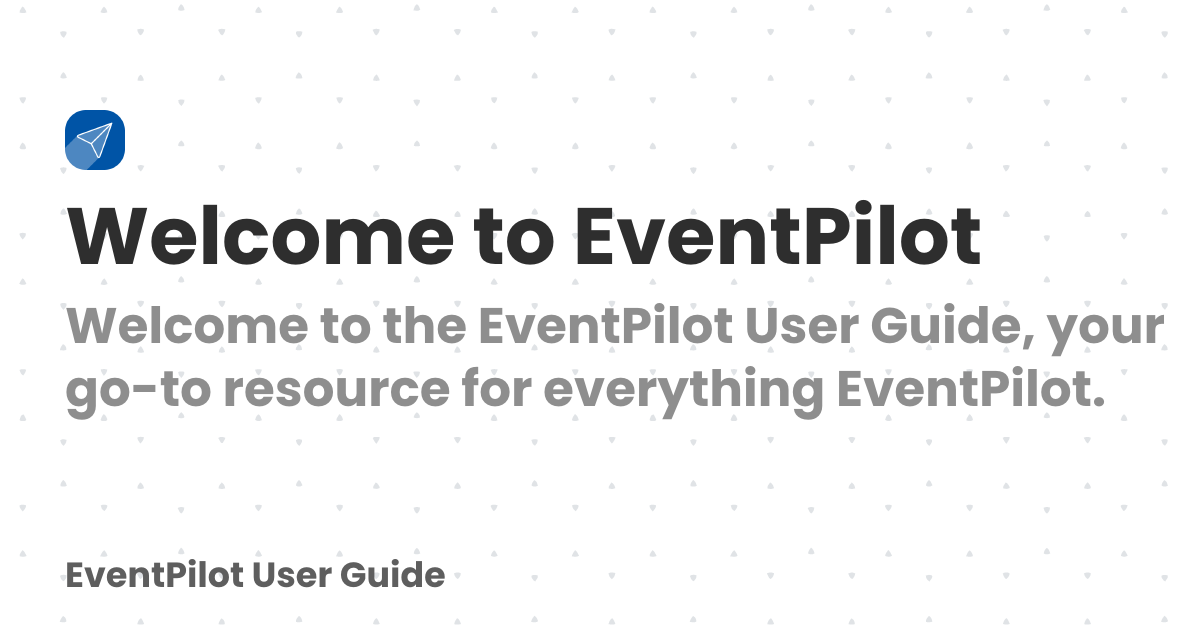 Welcome to EventPilot
Welcome to the EventPilot User Guide, your
go-to resource for everything EventPilot.
EventPilot User Guide